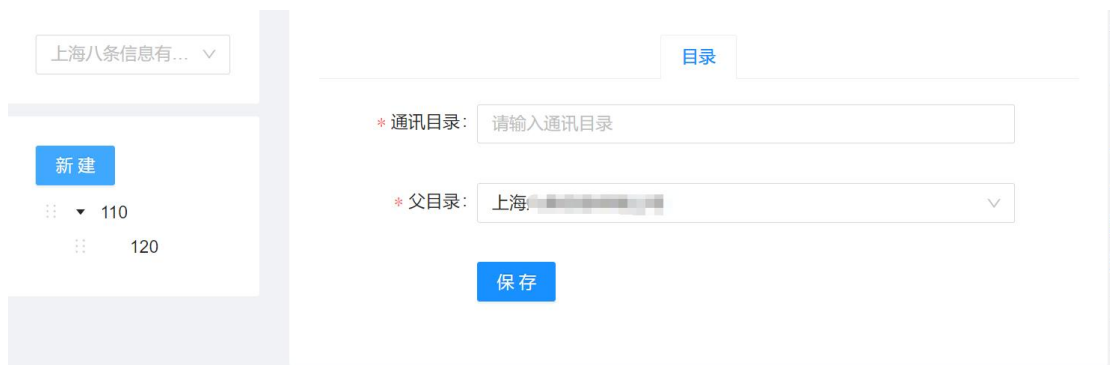 上海八条信息有...
新建
110
120
目录
* 通讯目录：
请输入通讯目录
* 父目录：
上海
保存